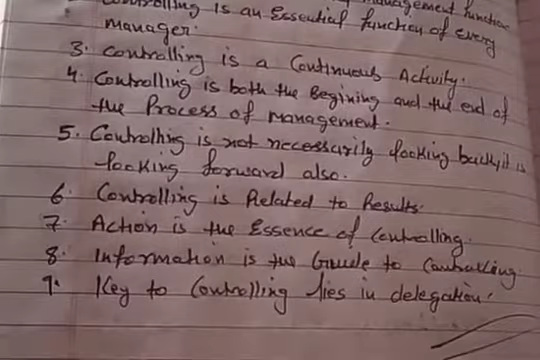 Controlling is an Essential function of every
manager.
3. Controlling is a Continuous Activity.
4. Controlling is both the Begining and the end of
the Process of management.
5. Controlling is not necessarily looking back, it is
looking forward also.
6. Controlling is Related to Results.
7. Action is the Essence of Controlling.
8. Information is the Guide to Controlling.
9. Key to Controlling lies in delegation.